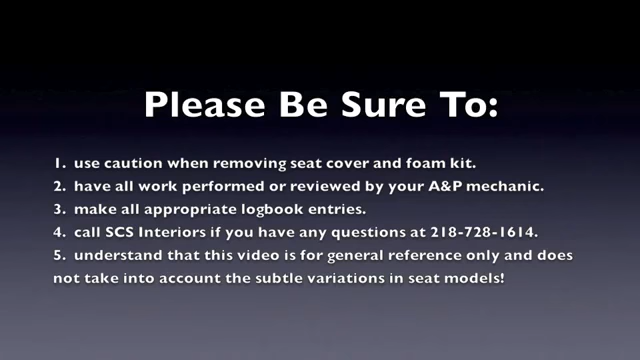 Please Be Sure To:
1. use caution when removing seat cover and foam kit.
2. have all work performed or reviewed by your A&P mechanic.
3. make all appropriate logbook entries.
4. call SCS Interiors if you have any questions at 218-728-1614.
5. understand that this video is for general reference only and does
not take into account the subtle variations in seat models!